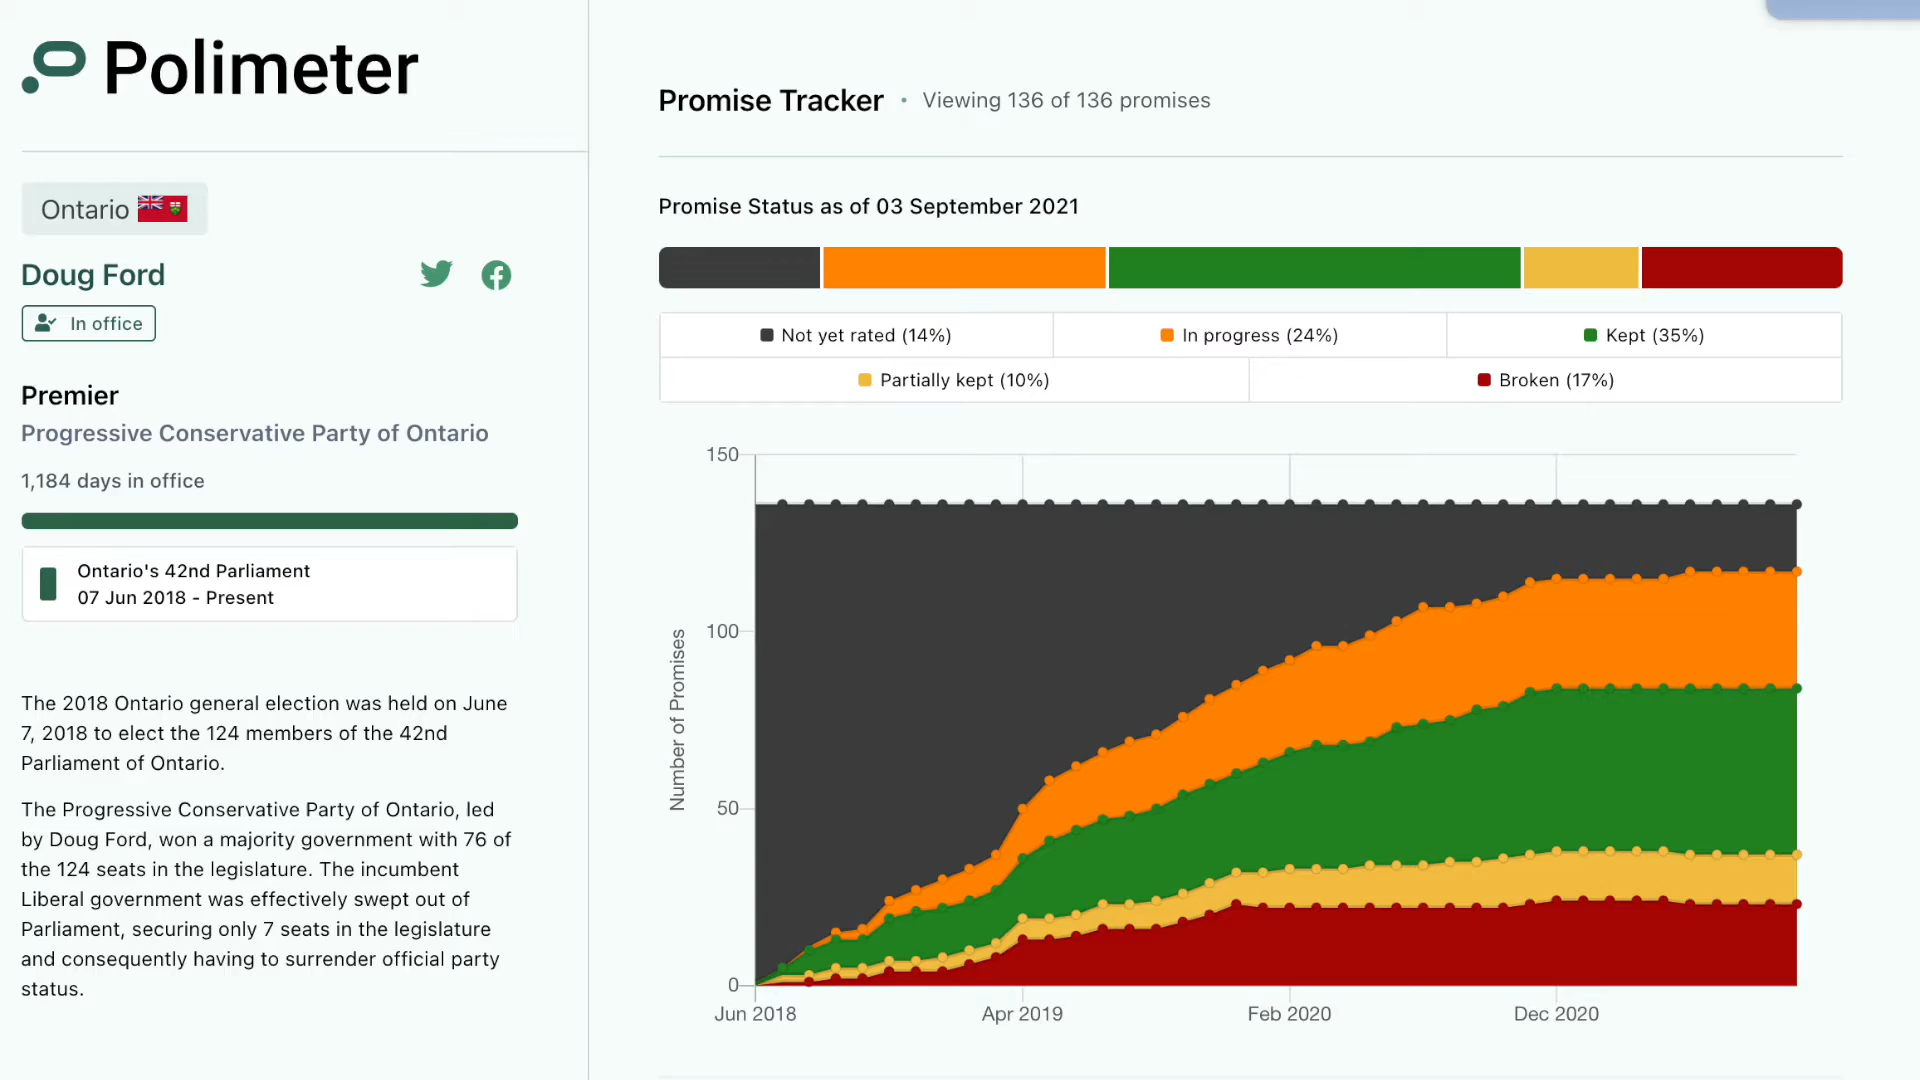 Polimeter
Ontario
Doug Ford
In office
Premier
Progressive Conservative Party of Ontario
1,184 days in office
Ontario's 42nd Parliament
07 Jun 2018 - Present
The 2018 Ontario general election was held on June
7, 2018 to elect the 124 members of the 42nd
Parliament of Ontario.
The Progressive Conservative Party of Ontario, led
by Doug Ford, won a majority government with 76 of
the 124 seats in the legislature. The incumbent
Liberal government was effectively swept out of
Parliament, securing only 7 seats in the legislature
and consequently having to surrender official party
status.
Promise Tracker • Viewing 136 of 136 promises
Promise Status as of 03 September 2021
Not yet rated (14%) In progress (24%) Kept (35%)
Partially kept (10%) Broken (17%)
Number of Promises
150
100
50
0
Jun 2018 Apr 2019 Feb 2020 Dec 2020